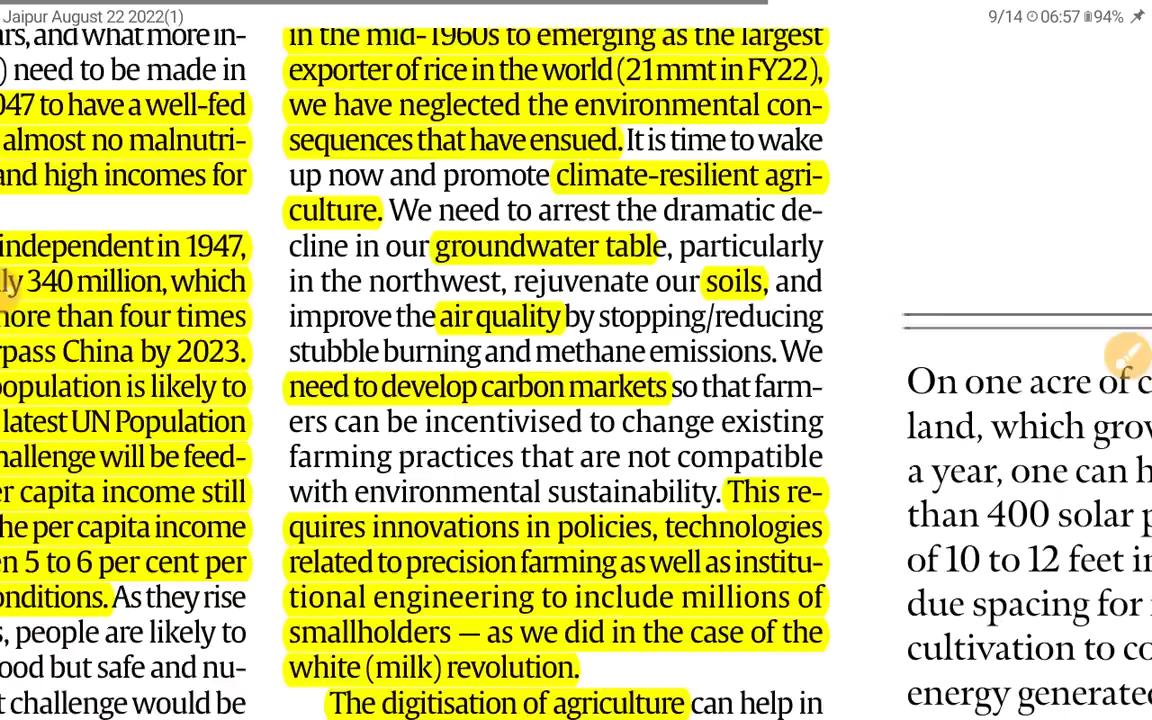 Jaipur August 22 2022(1)
9/14 06:57 94%
ars, and what more in-
) need to be made in
047 to have a well-fed
almost no malnutri-
and high incomes for
independent in 1947,
ly 340 million, which
more than four times
rpass China by 2023.
population is likely to
latest UN Population
hallenge will be feed-
er capita income still
he per capita income
en 5 to 6 per cent per
onditions. As they rise
s, people are likely to
ood but safe and nu-
t challenge would be
in the mid-1960s to emerging as the largest
exporter of rice in the world (21 mmt in FY22),
we have neglected the environmental con-
sequences that have ensued. It is time to wake
up now and promote climate-resilient agri-
culture. We need to arrest the dramatic de-
cline in our groundwater table, particularly
in the northwest, rejuvenate our soils, and
improve the air quality by stopping/reducing
stubble burning and methane emissions. We
need to develop carbon markets so that farm-
ers can be incentivised to change existing
farming practices that are not compatible
with environmental sustainability. This re-
quires innovations in policies, technologies
related to precision farming as well as institu-
tional engineering to include millions of
smallholders — as we did in the case of the
white (milk) revolution.
The digitisation of agriculture can help in
On one acre of c
land, which grow
a year, one can h
than 400 solar p
of 10 to 12 feet in
due spacing for
cultivation to co
energy generated